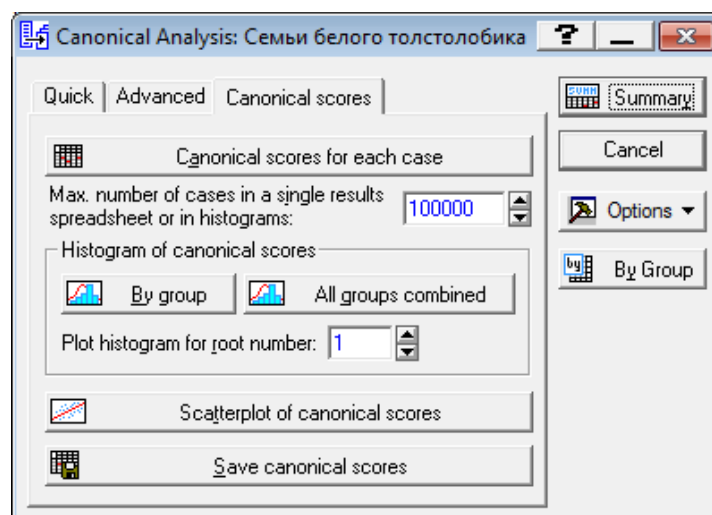 Canonical Analysis: Семьи белого толстолобика
Quick Advanced Canonical scores
SUMM Summary
Canonical scores for each case
Cancel
Max. number of cases in a single results
spreadsheet or in histograms: 100000
Options
Histogram of canonical scores
by By Group
By group All groups combined
Plot histogram for root number: 1
Scatterplot of canonical scores
Save canonical scores